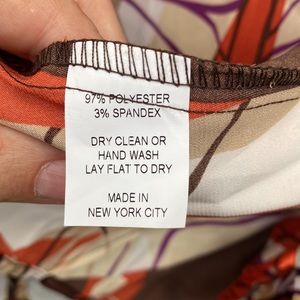 97% POLYESTER
3% SPANDEX
DRY CLEAN OR
HAND WASH
LAY FLAT TO DRY
MADE IN
NEW YORK CITY